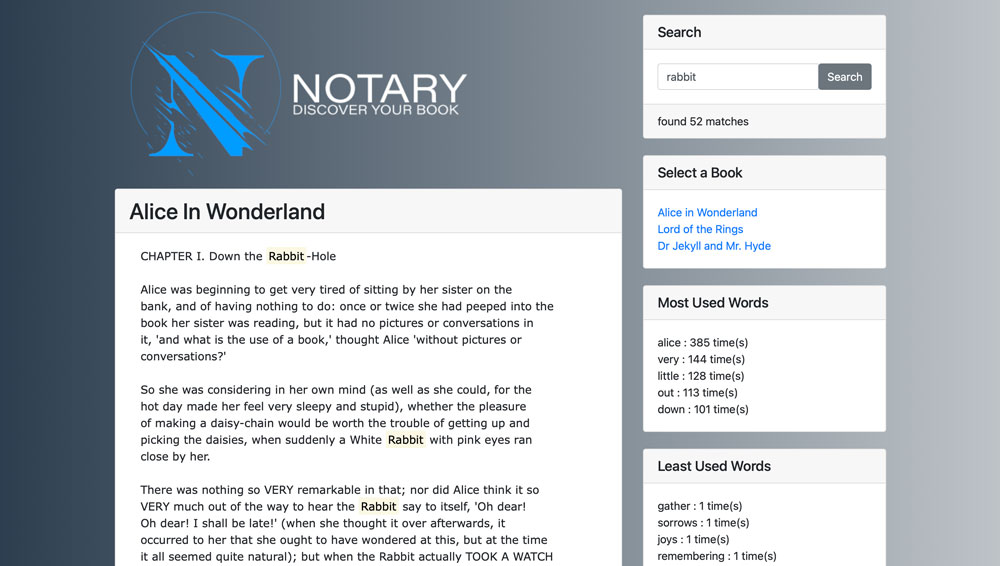 NOTARY
DISCOVER YOUR BOOK
Alice In Wonderland
CHAPTER I. Down the Rabbit-Hole
Alice was beginning to get very tired of sitting by her sister on the
bank, and of having nothing to do: once or twice she had peeped into the
book her sister was reading, but it had no pictures or conversations in
it, 'and what is the use of a book,' thought Alice 'without pictures or
conversations?'
So she was considering in her own mind (as well as she could, for the
hot day made her feel very sleepy and stupid), whether the pleasure
of making a daisy-chain would be worth the trouble of getting up and
picking the daisies, when suddenly a White Rabbit with pink eyes ran
close by her.
There was nothing so VERY remarkable in that; nor did Alice think it so
VERY much out of the way to hear the Rabbit say to itself, 'Oh dear!
Oh dear! I shall be late!' (when she thought it over afterwards, it
occurred to her that she ought to have wondered at this, but at the time
it all seemed quite natural); but when the Rabbit actually TOOK A WATCH
Search
rabbit
Search
found 52 matches
Select a Book
Alice in Wonderland
Lord of the Rings
Dr Jekyll and Mr. Hyde
Most Used Words
alice : 385 time(s)
very : 144 time(s)
little : 128 time(s)
out : 113 time(s)
down : 101 time(s)
Least Used Words
gather : 1 time(s)
sorrows : 1 time(s)
joys : 1 time(s)
remembering : 1 time(s)